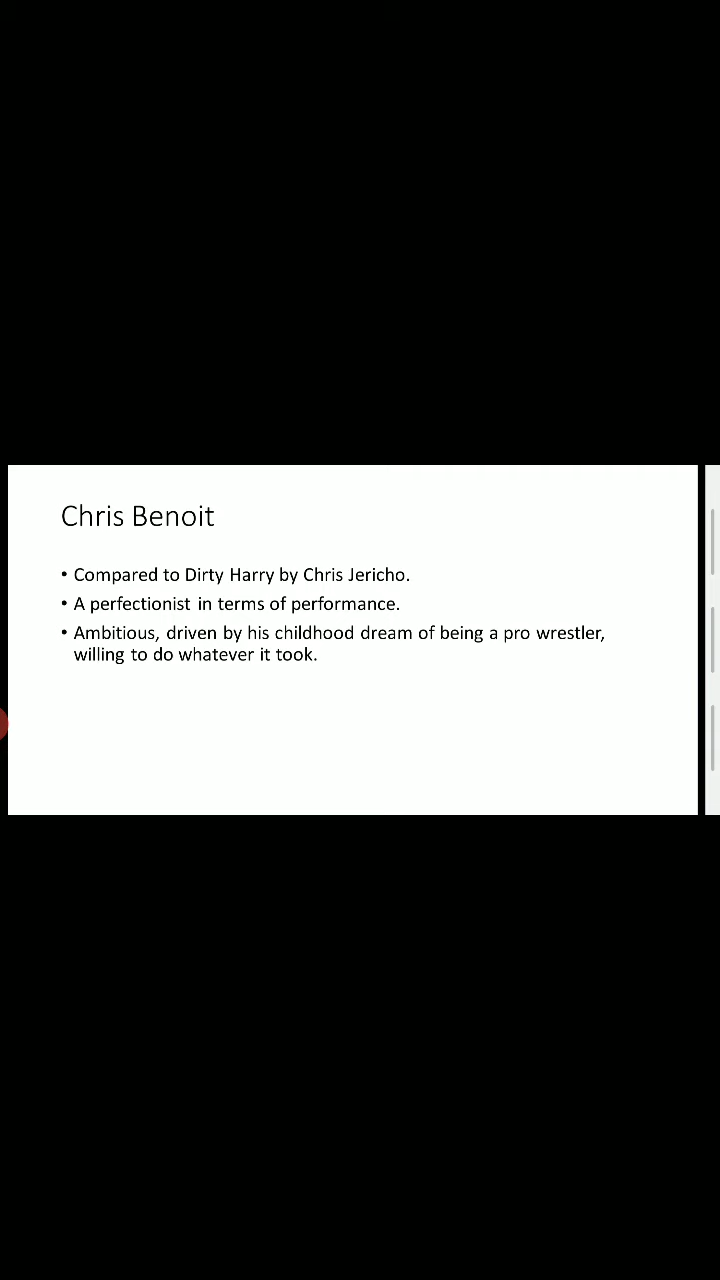 Chris Benoit
• Compared to Dirty Harry by Chris Jericho.
• A perfectionist in terms of performance.
• Ambitious, driven by his childhood dream of being a pro wrestler,
willing to do whatever it took.